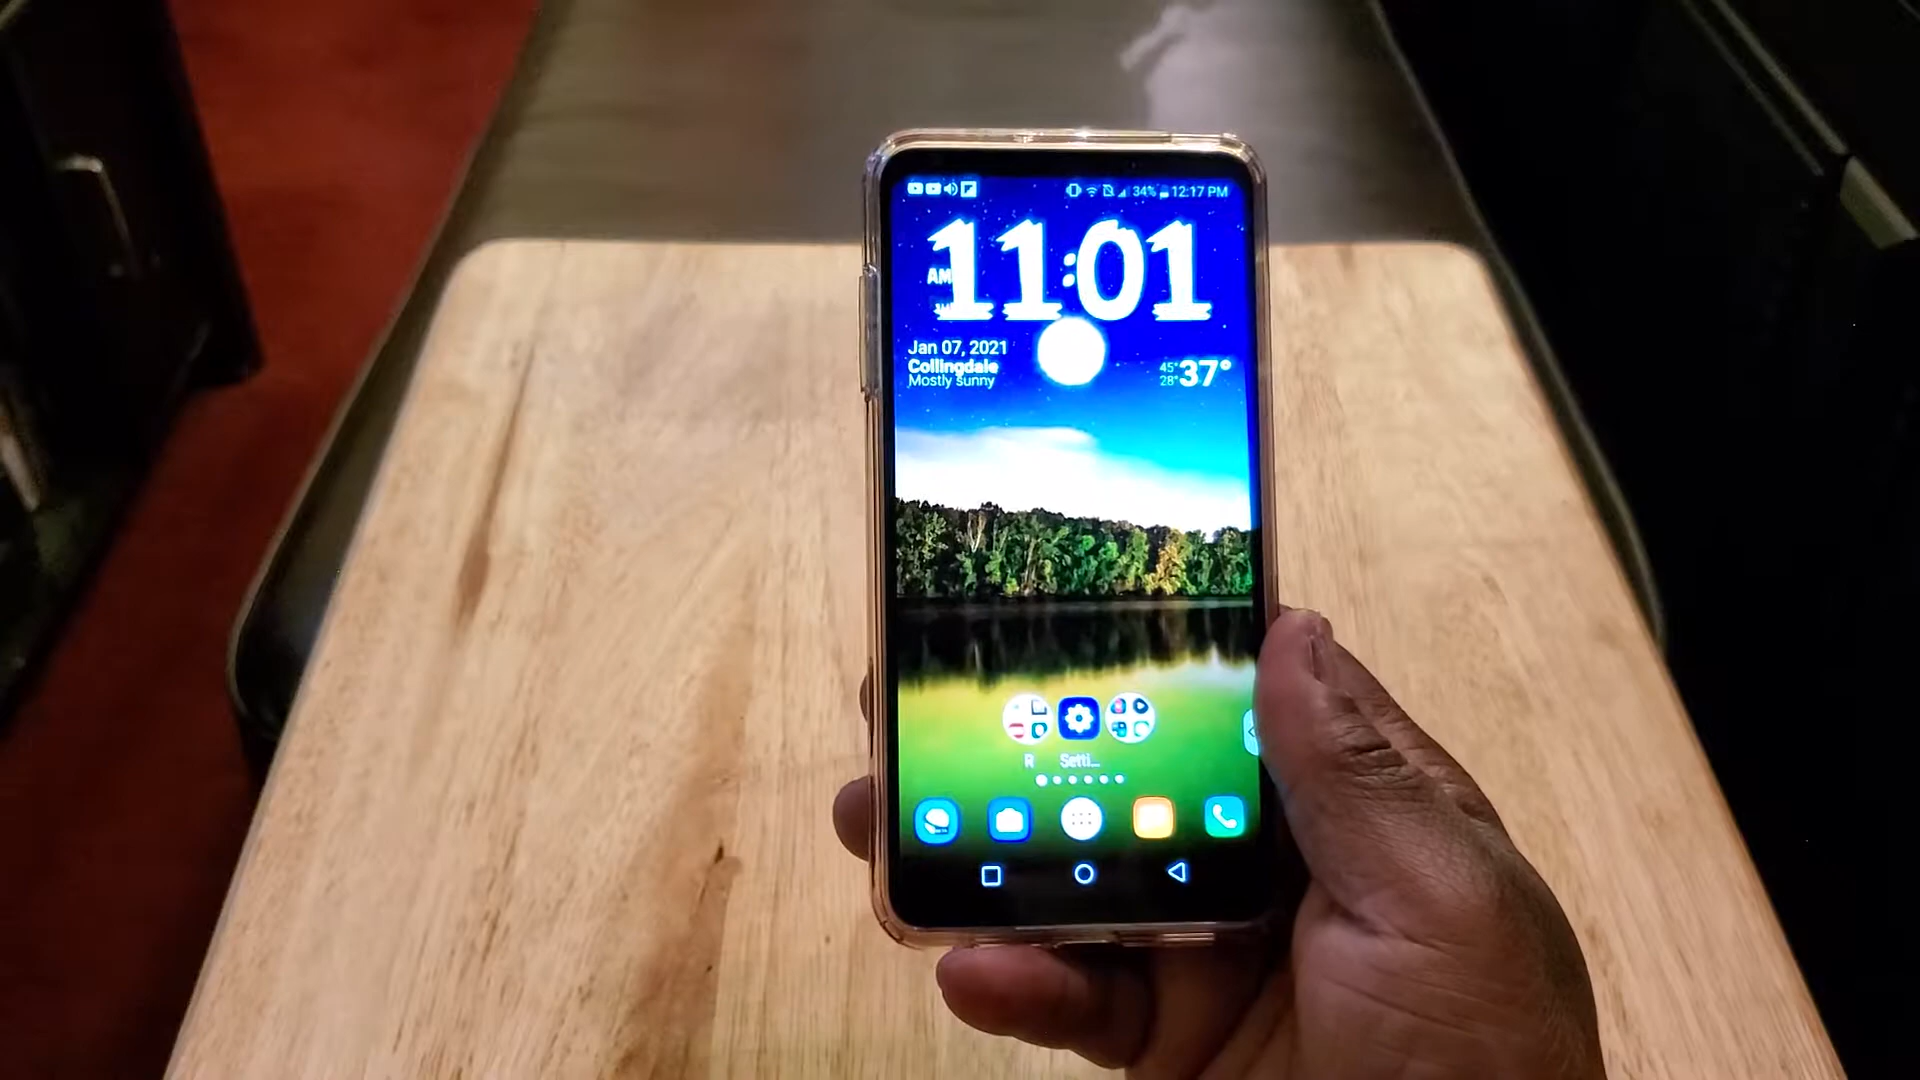 34% 12:17 PM
11:01
AM
Jan 07, 2021
Collingdale
Mostly sunny
45°
28°
37°
R Setti...